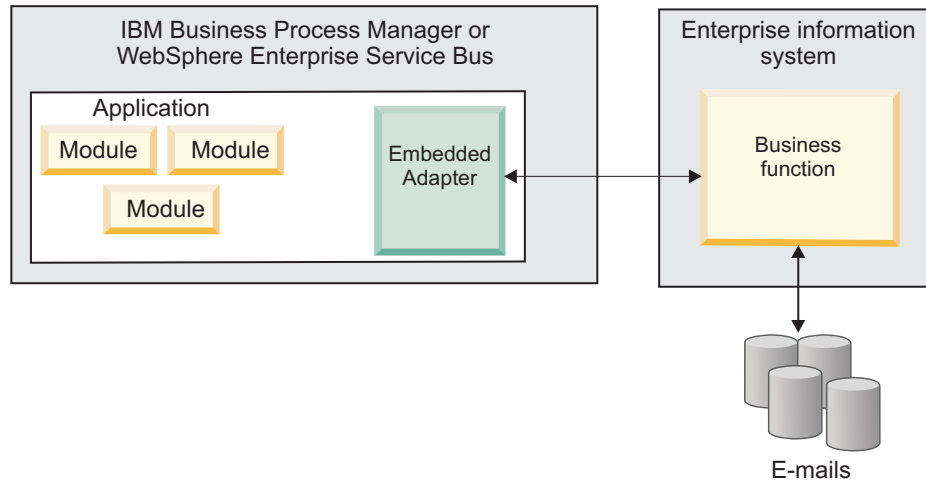 IBM Business Process Manager or
WebSphere Enterprise Service Bus
Application
Module
Module
Module
Embedded
Adapter
Enterprise information
system
Business
function
E-mails